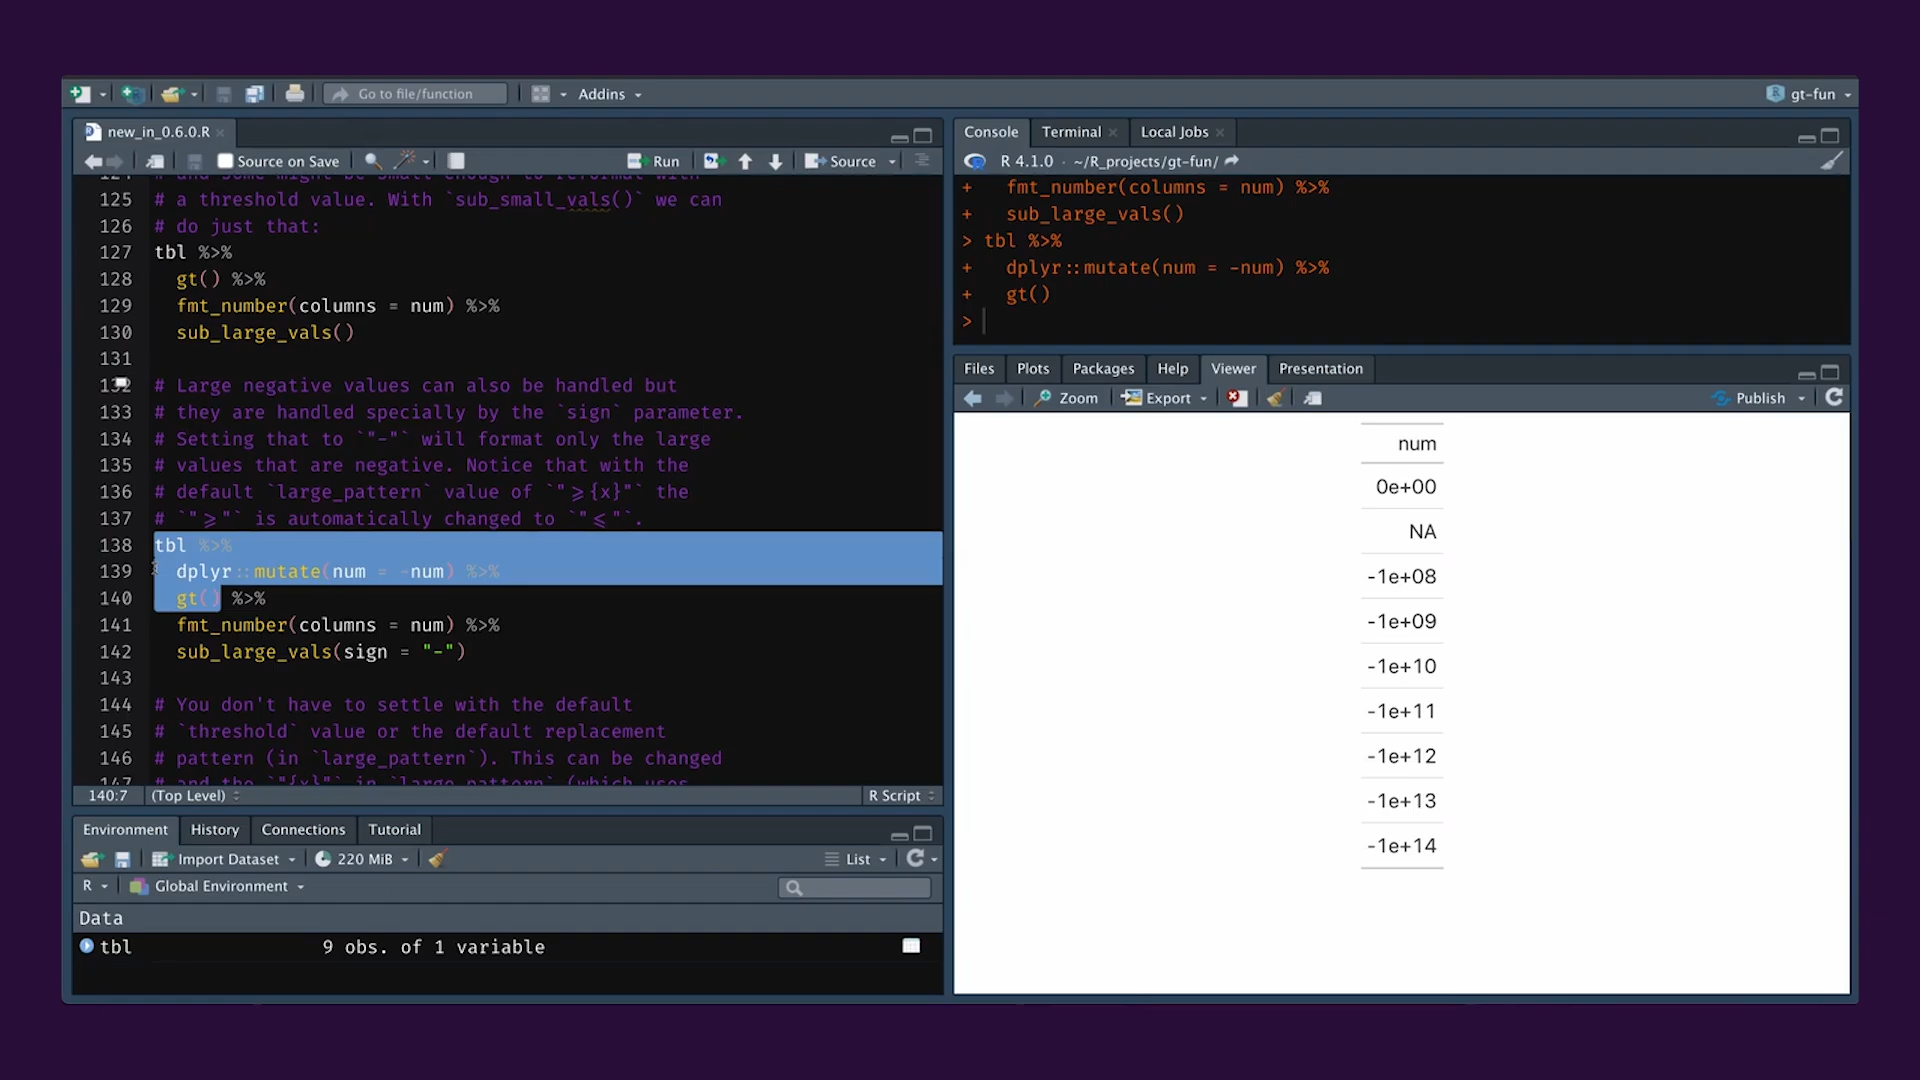 Go to file/function
Addins
gt-fun
new_in_0.6.0.R
Source on Save
Run
Source
124 # and some might be small enough to reformat with
125 # a threshold value. With `sub_small_vals()` we can
126 # do just that:
127 tbl %>%
128 gt() %>%
129 fmt_number(columns = num) %>%
130 sub_large_vals()
131
132 # Large negative values can also be handled but
133 # they are handled specially by the `sign` parameter.
134 # Setting that to `"-"` will format only the large
135 # values that are negative. Notice that with the
136 # default `large_pattern` value of `">={x}"` the
137 # `">="` is automatically changed to `"<="`.
138 tbl %>%
139 dplyr::mutate(num = -num) %>%
140 gt() %>%
141 fmt_number(columns = num) %>%
142 sub_large_vals(sign = "-")
143
144 # You don't have to settle with the default
145 # `threshold` value or the default replacement
146 # pattern (in `large_pattern`). This can be changed
147 # and the `"{x}"` in `large_pattern` (which uses
140:7 (Top Level) R Script
Environment History Connections Tutorial
Import Dataset 220 MiB List
R Global Environment
Data
tbl 9 obs. of 1 variable
Console Terminal Local Jobs
R 4.1.0 · ~/R_projects/gt-fun/
+ fmt_number(columns = num) %>%
+ sub_large_vals()
> tbl %>%
+ dplyr::mutate(num = -num) %>%
+ gt()
>
Files Plots Packages Help Viewer Presentation
Zoom Export Publish
num
0e+00
NA
-1e+08
-1e+09
-1e+10
-1e+11
-1e+12
-1e+13
-1e+14